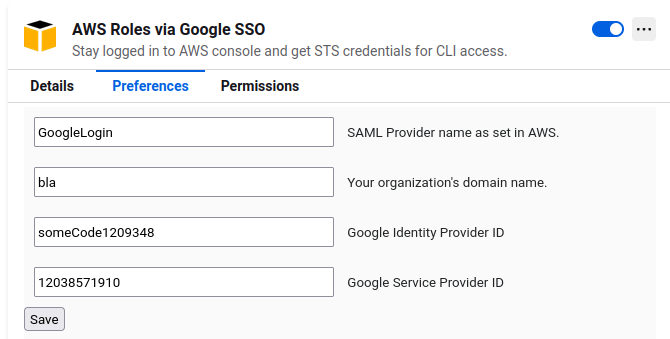 AWS Roles via Google SSO
Stay logged in to AWS console and get STS credentials for CLI access.
Details Preferences Permissions
GoogleLogin SAML Provider name as set in AWS.
bla Your organization's domain name.
someCode1209348 Google Identity Provider ID
12038571910 Google Service Provider ID
Save